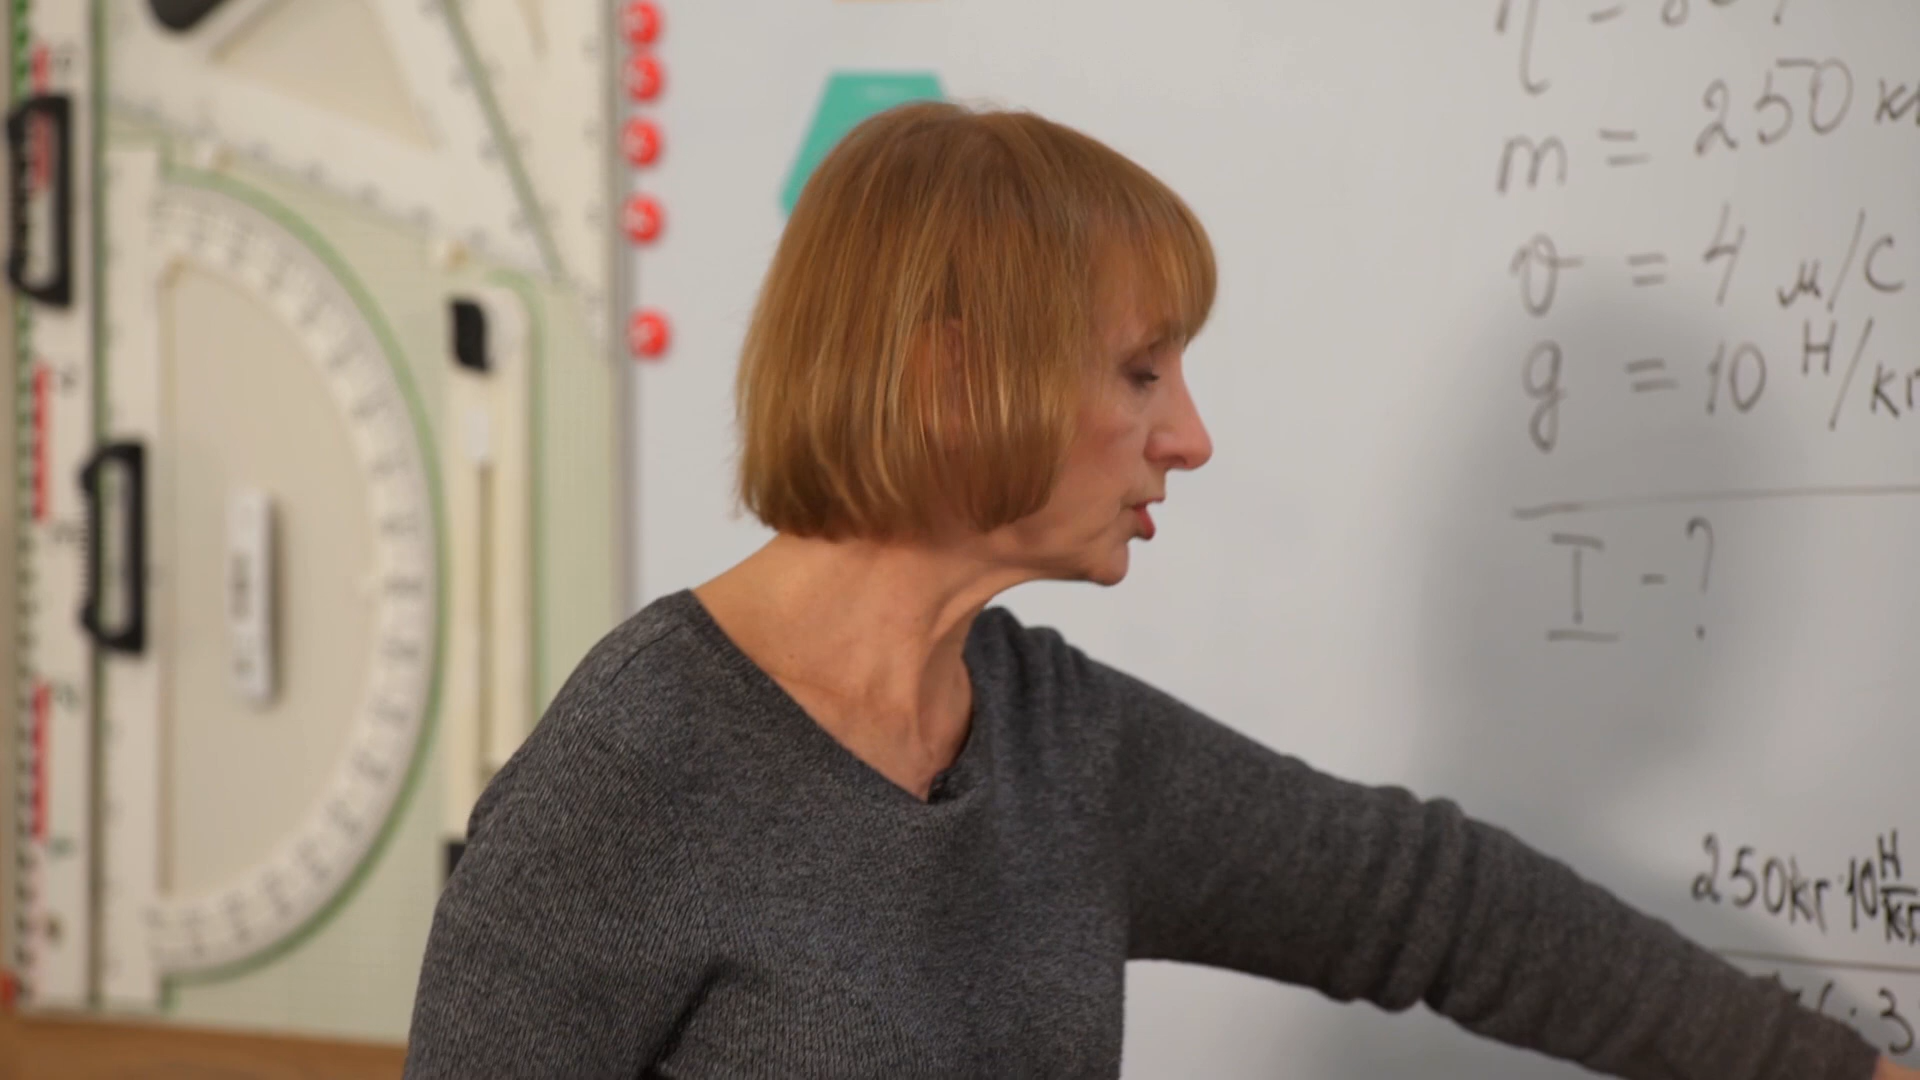 m = 250 кг
υ = 4 м/с
g = 10 Н/кг
I - ?
250кг·10 Н/кг